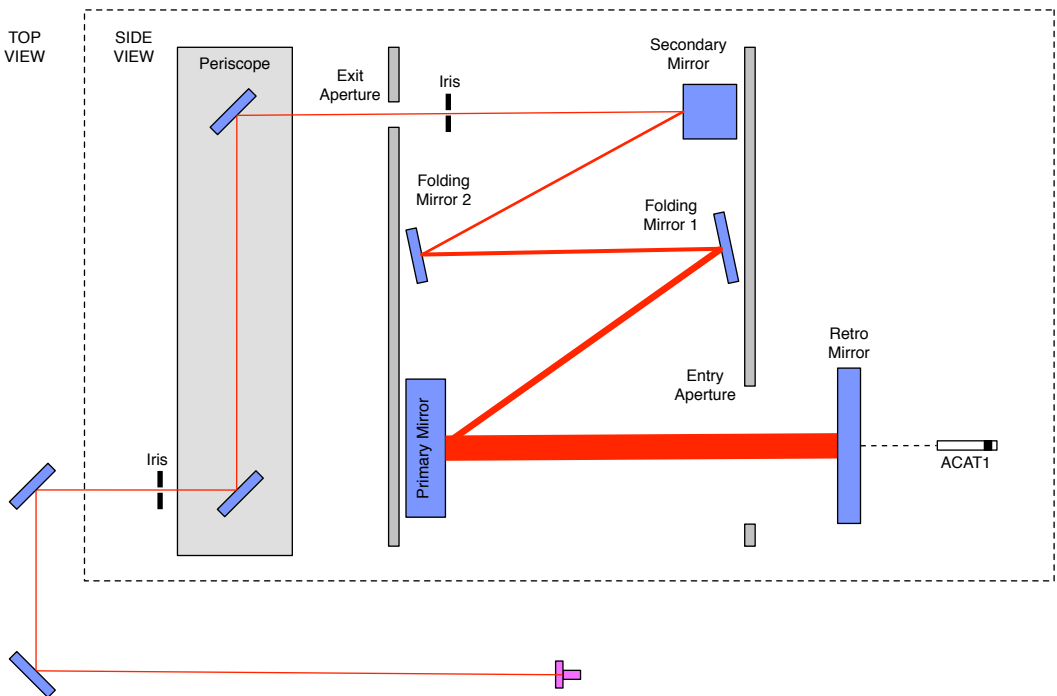 TOP
VIEW
SIDE
VIEW
Periscope
Exit
Aperture
Iris
Secondary
Mirror
Folding
Mirror 2
Folding
Mirror 1
Retro
Mirror
Entry
Aperture
Primary Mirror
ACAT1
Iris